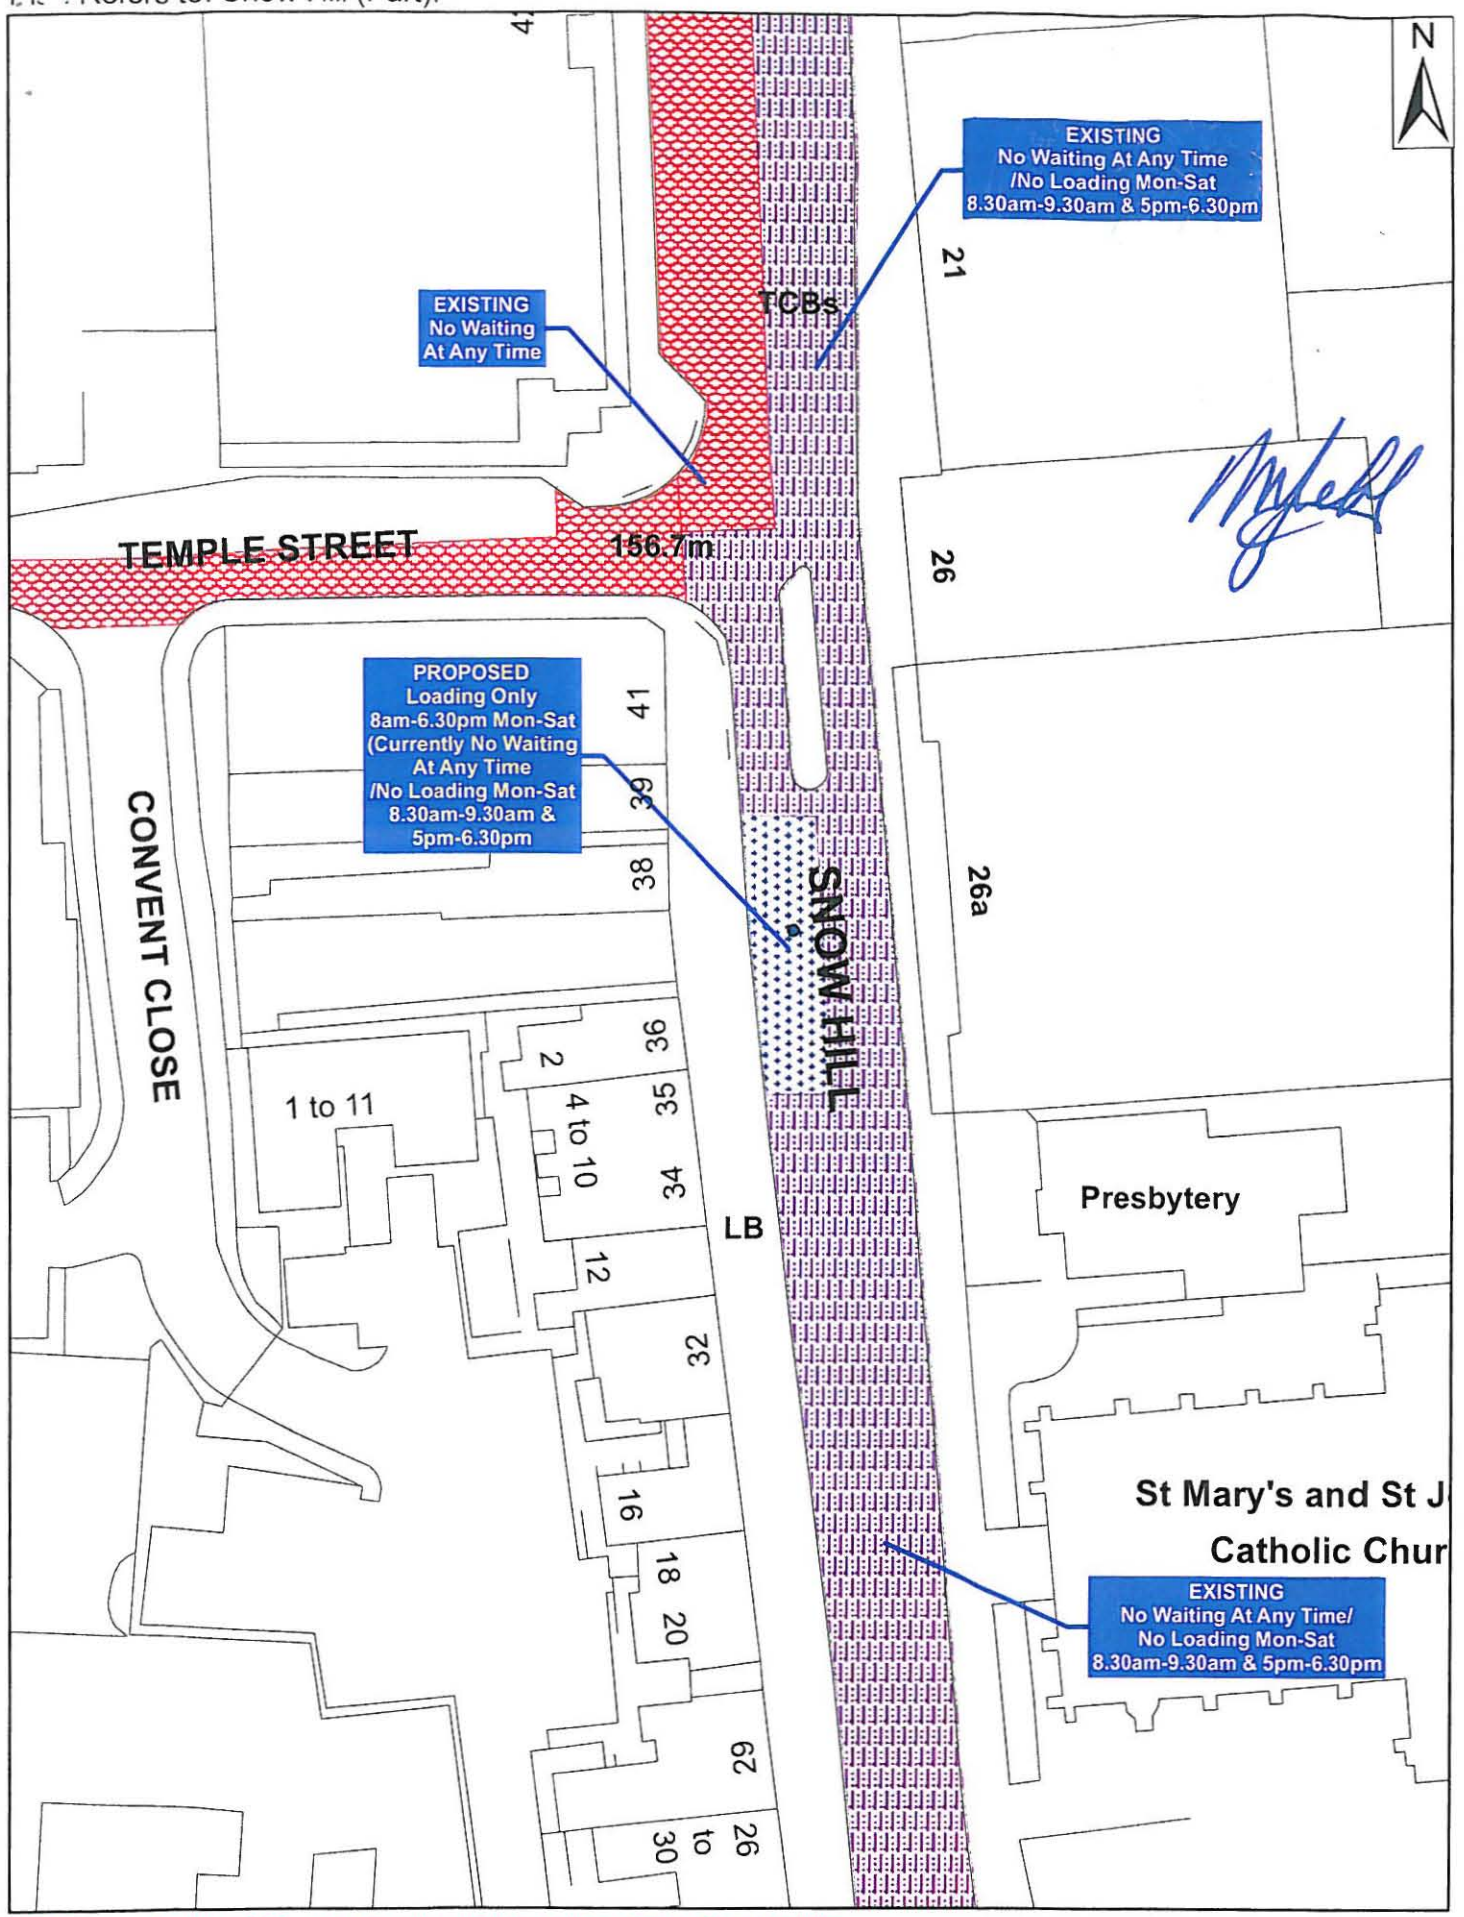 Refers to: Snow Hill (Part).
N
EXISTING
No Waiting At Any Time
/No Loading Mon-Sat
8.30am-9.30am & 5pm-6.30pm
21
TCBs
EXISTING
No Waiting
At Any Time
TEMPLE STREET
156.7m
26
PROPOSED
Loading Only
8am-6.30pm Mon-Sat
(Currently No Waiting
At Any Time
/No Loading Mon-Sat
8.30am-9.30am &
5pm-6.30pm
41
39
38
CONVENT CLOSE
SNOW HILL
26a
36
2
35
1 to 11
4 to 10
34
Presbytery
LB
12
32
St Mary's and St J
Catholic Chur
16
18
20
EXISTING
No Waiting At Any Time/
No Loading Mon-Sat
8.30am-9.30am & 5pm-6.30pm
29
26
to
30